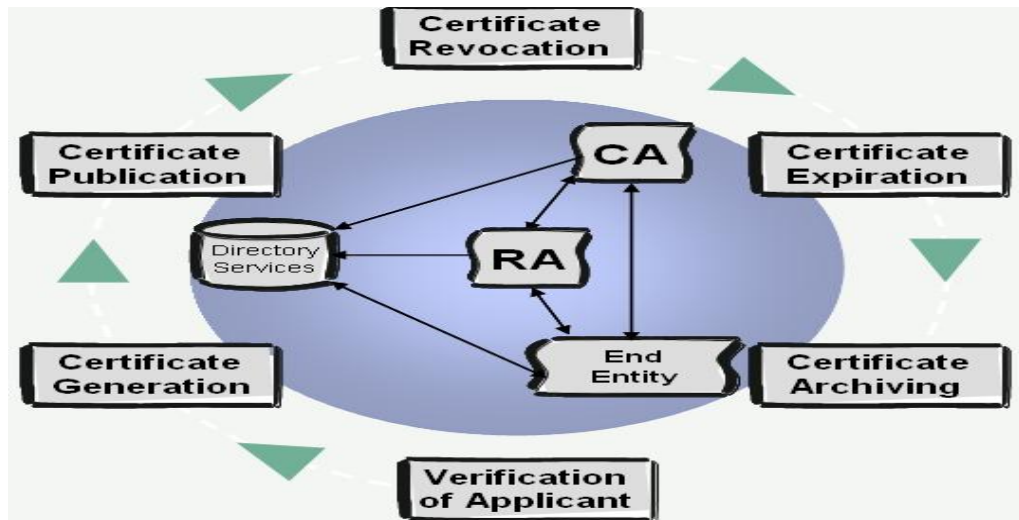 Certificate
Revocation
Certificate
Publication
CA
Certificate
Expiration
Directory
Services
RA
Certificate
Generation
End
Entity
Certificate
Archiving
Verification
of Applicant